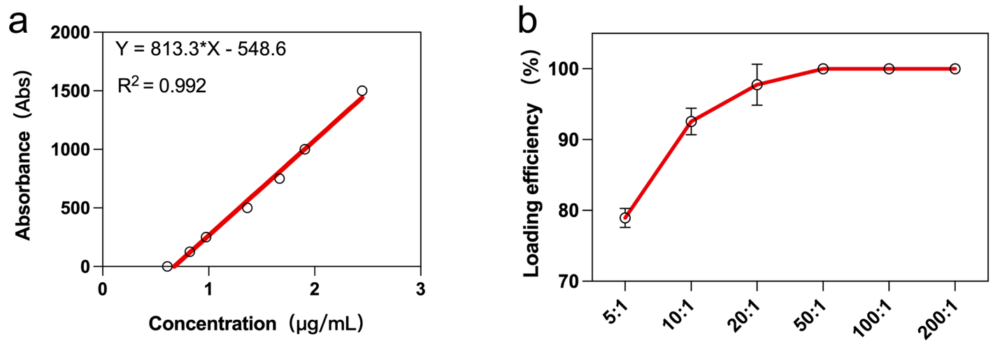 a
Y = 813.3*X - 548.6
R² = 0.992
Absorbance (Abs)
2000
1500
1000
500
0
0 1 2 3
Concentration (μg/mL)
b
Loading efficiency (%)
100
90
80
70
5:1 10:1 20:1 50:1 100:1 200:1